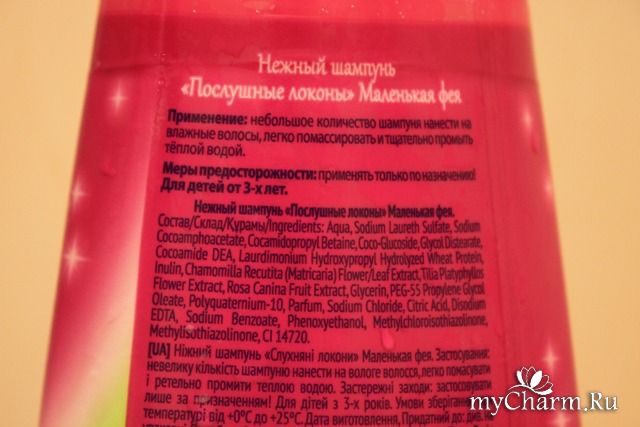 Нежный шампунь
«Послушные локоны» Маленькая фея
Применение: небольшое количество шампуня нанести на
влажные волосы, легко помассировать и тщательно промыть
тёплой водой.
Меры предосторожности: применять только по назначению!
Для детей от 3-х лет.
Нежный шампунь «Послушные локоны» Маленькая фея.
Состав/Склад/Құрамы/Ingredients: Aqua, Sodium Laureth Sulfate, Sodium
Cocoamphoacetate, Cocamidopropyl Betaine, Coco-Glucoside, Glycol Distearate,
Cocoamide DEA, Laurdimonium Hydroxypropyl Hydrolyzed Wheat Protein,
Inulin, Chamomilla Recutita (Matricaria) Flower/Leaf Extract, Tilia Platyphyllos
Flower Extract, Rosa Canina Fruit Extract, Glycerin, PEG-55 Propylene Glycol
Oleate, Polyquaternium-10, Parfum, Sodium Chloride, Citric Acid, Disodium
EDTA, Sodium Benzoate, Phenoxyethanol, Methylchloroisothiazolinone,
Methylisothiazolinone, CI 14720.
[UA] Ніжний шампунь «Слухняні локони» Маленька фея. Застосування:
невелику кількість шампуню нанести на вологе волосся, легко помасувати
і ретельно промити теплою водою. Застережні заходи: застосовувати
лише за призначенням! Для дітей з 3-х років. Умови зберігання
температурі від +0°С до +25°С. Дата виготовлення, Придатний до: див. на
myCharm.Ru